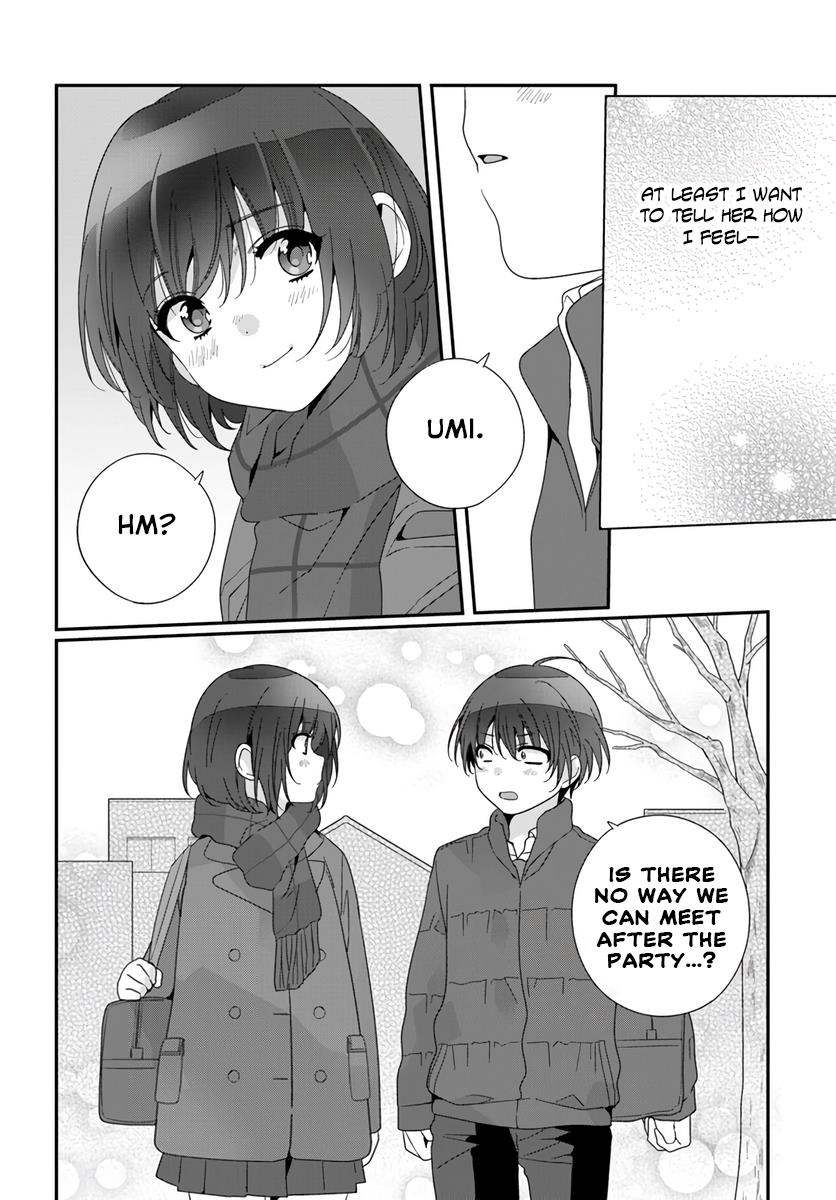 AT LEAST I WANT
TO TELL HER HOW
I FEEL—
UMI.
HM?
IS THERE
NO WAY WE
CAN MEET
AFTER THE
PARTY...?